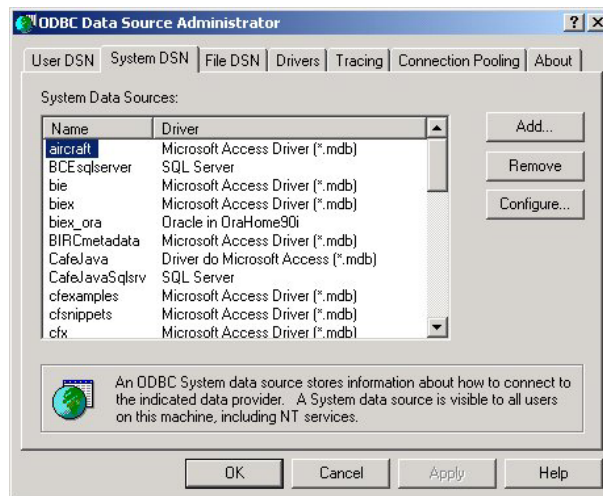 ODBC Data Source Administrator
User DSN System DSN File DSN Drivers Tracing Connection Pooling About
System Data Sources:
Name Driver
aircraft Microsoft Access Driver (*.mdb)
BCEsqlserver SQL Server
bie Microsoft Access Driver (*.mdb)
biex Microsoft Access Driver (*.mdb)
biex_ora Oracle in OraHome90i
BIRCmetadata Microsoft Access Driver (*.mdb)
CafeJava Driver do Microsoft Access (*.mdb)
CafeJavaSqlsrv SQL Server
cfexamples Microsoft Access Driver (*.mdb)
cfsnippets Microsoft Access Driver (*.mdb)
cfx Microsoft Access Driver (*.mdb)
Add...
Remove
Configure...
An ODBC System data source stores information about how to connect to
the indicated data provider. A System data source is visible to all users
on this machine, including NT services.
OK Cancel Apply Help